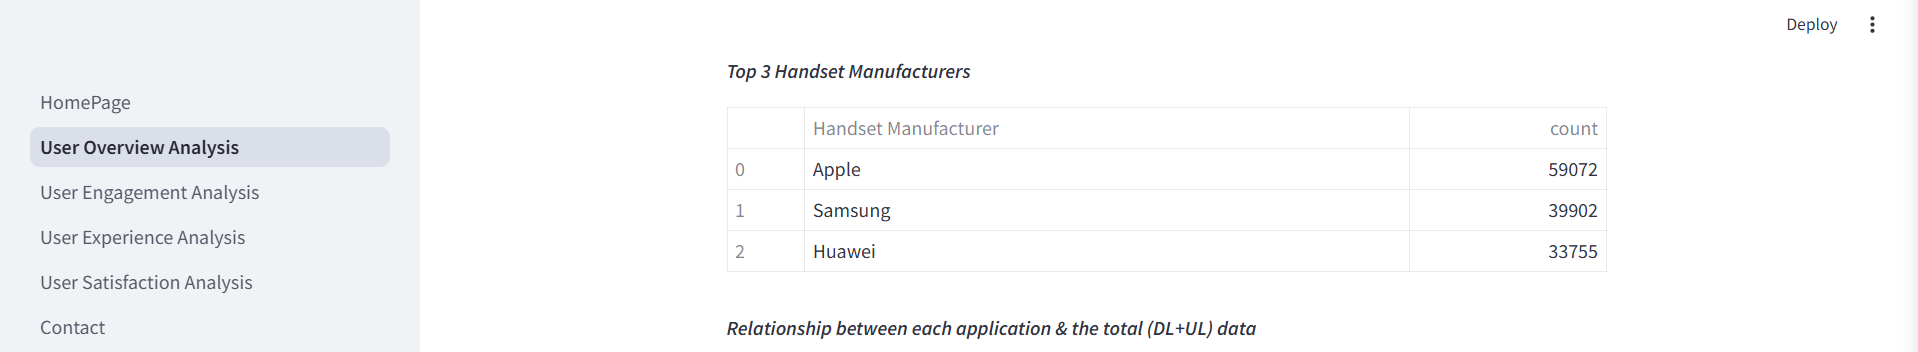 Deploy
HomePage
User Overview Analysis
User Engagement Analysis
User Experience Analysis
User Satisfaction Analysis
Contact
Top 3 Handset Manufacturers
Handset Manufacturer count
0 Apple 59072
1 Samsung 39902
2 Huawei 33755
Relationship between each application & the total (DL+UL) data